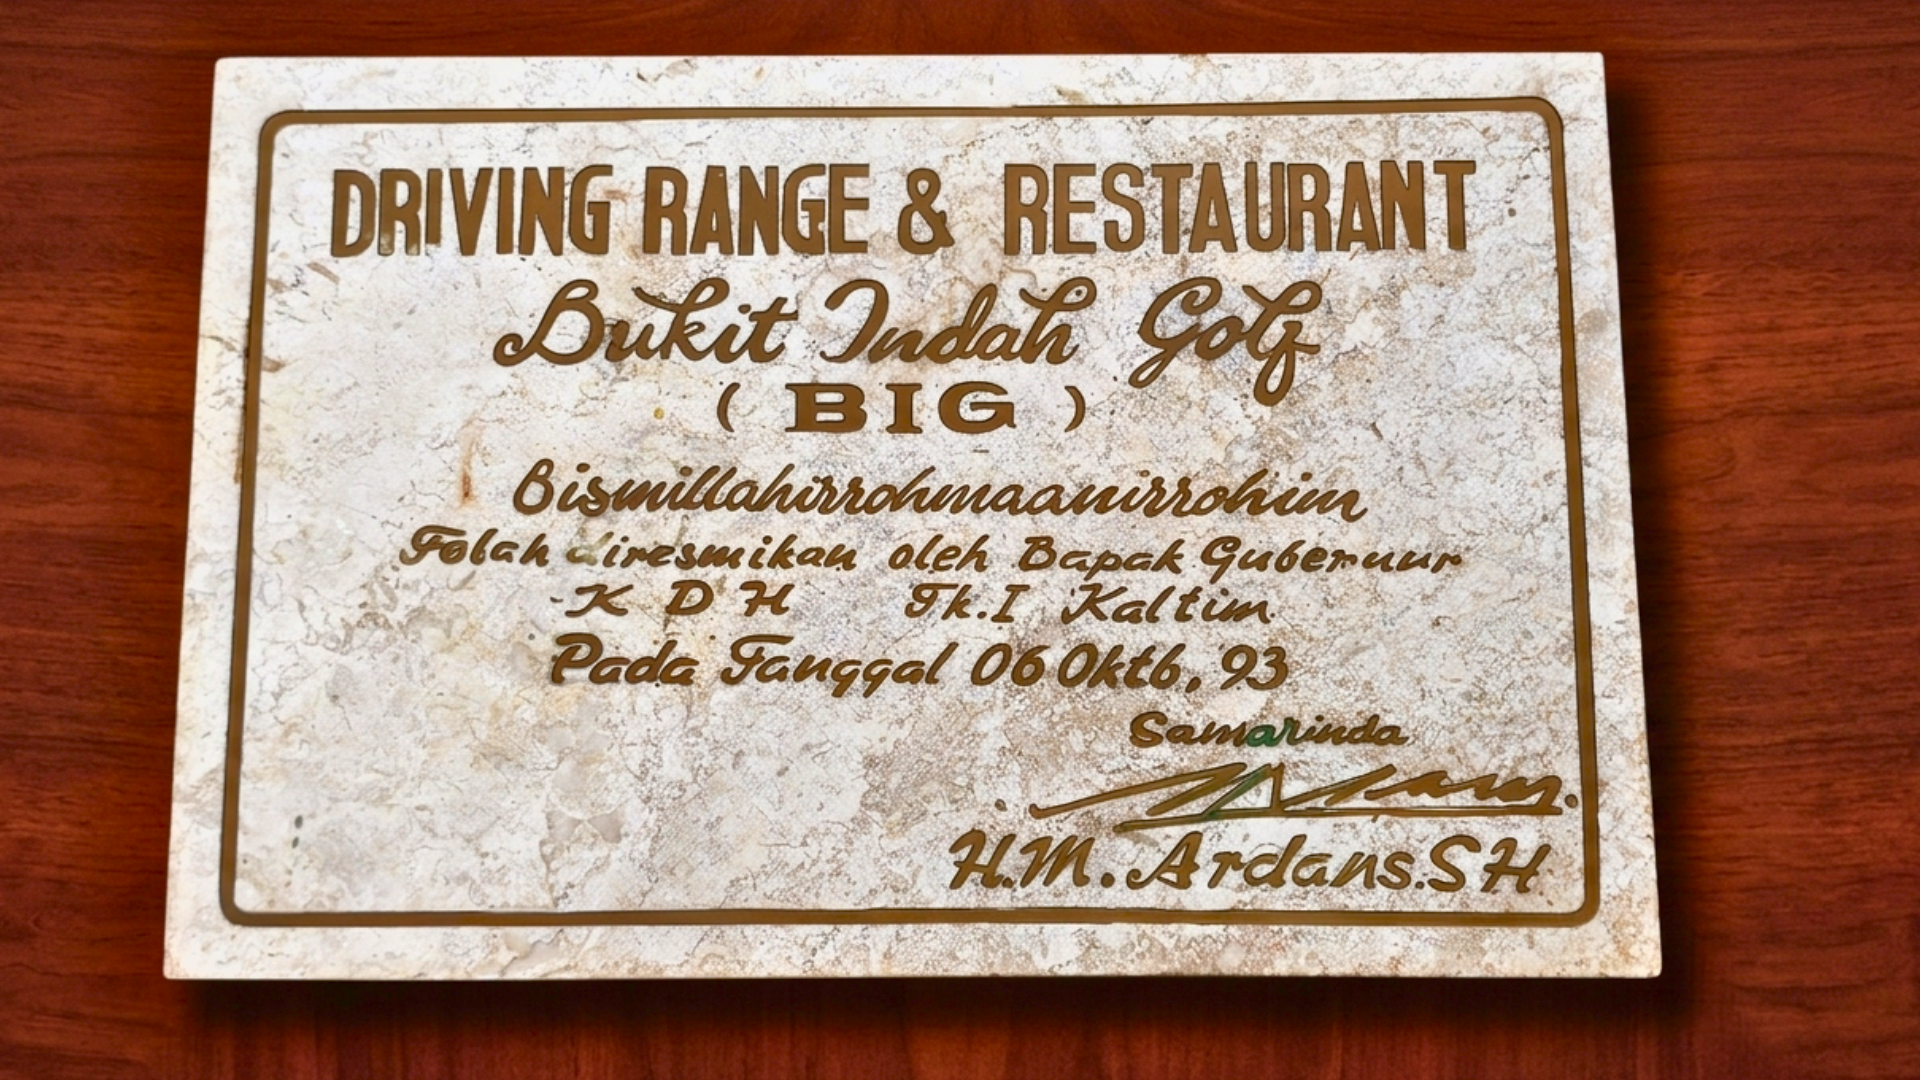 DRIVING RANGE & RESTAURANT
Bukit Indah Golf
( BIG )
Bismillahirrohmaanirrohim
Telah diresmikan oleh Bapak Gubernur
K D H Tk.I Kaltim
Pada Tanggal 06 Oktb, 93
Samarinda
H.M. Ardans.SH